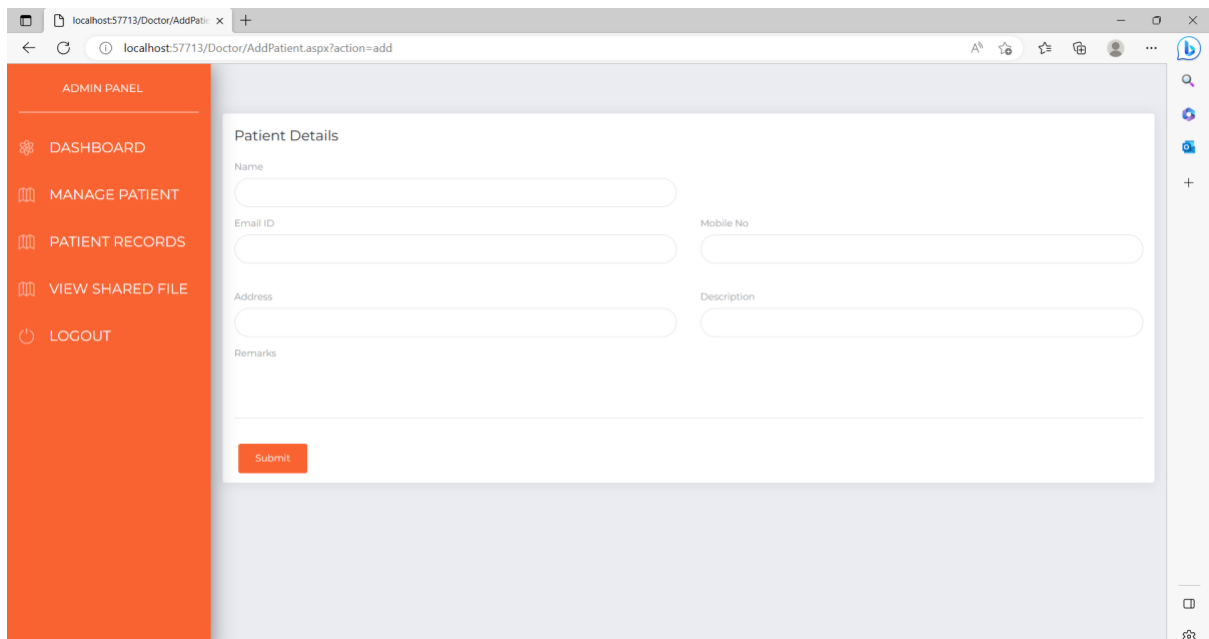 localhost:57713/Doctor/AddPatie
localhost:57713/Doctor/AddPatient.aspx?action=add
ADMIN PANEL
DASHBOARD
MANAGE PATIENT
PATIENT RECORDS
VIEW SHARED FILE
LOGOUT
Patient Details
Name
Email ID
Mobile No
Address
Description
Remarks
Submit